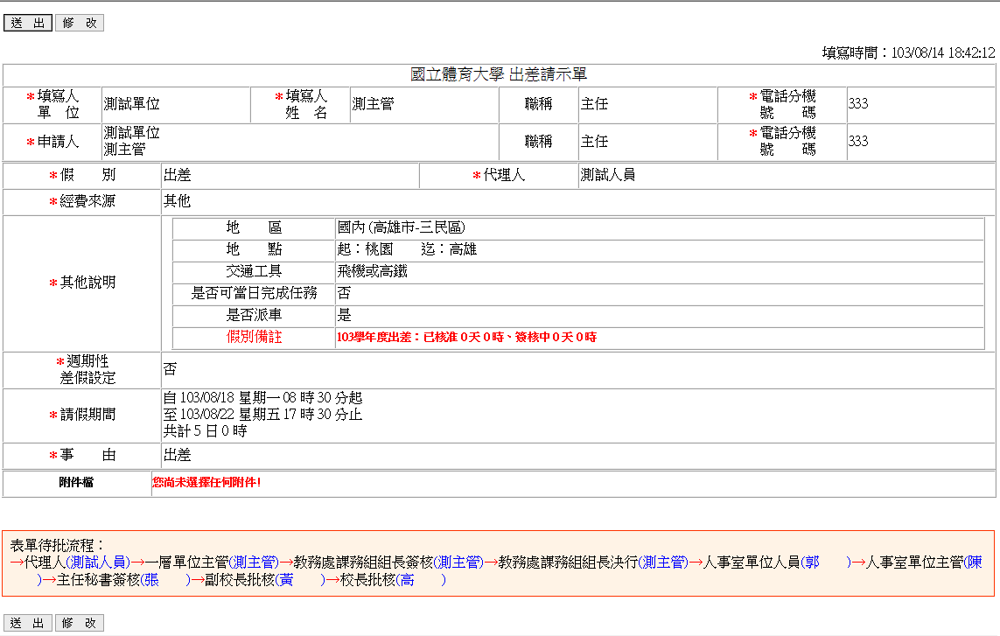 送 出 修 改
填寫時間：103/08/14 18:42:12
國立體育大學 出差請示單
*填寫人 單 位 測試單位 *填寫人 姓 名 測主管 職稱 主任 *電話分機 號 碼 333
*申請人 測試單位 測主管 職稱 主任 *電話分機 號 碼 333
*假 別 出差 *代理人 測試人員
*經費來源 其他
*其他說明
地 區 國內 (高雄市-三民區)
地 點 起：桃園 迄：高雄
交通工具 飛機或高鐵
是否可當日完成任務 否
是否派車 是
假別備註 103學年度出差：已核准 0 天 0 時、簽核中 0 天 0 時
*週期性 差假設定 否
*請假期間
自 103/08/18 星期一 08 時 30 分起
至 103/08/22 星期五 17 時 30 分止
共計 5 日 0 時
*事 由 出差
附件檔 您尚未選擇任何附件!
表單待批流程：
→代理人(測試人員)→一層單位主管(測主管)→教務處課務組組長簽核(測主管)→教務處課務組組長決行(測主管)→人事室單位人員(郭 )→人事室單位主管(陳
)→主任秘書簽核(張 )→副校長批核(黃 )→校長批核(高 )
送 出 修 改